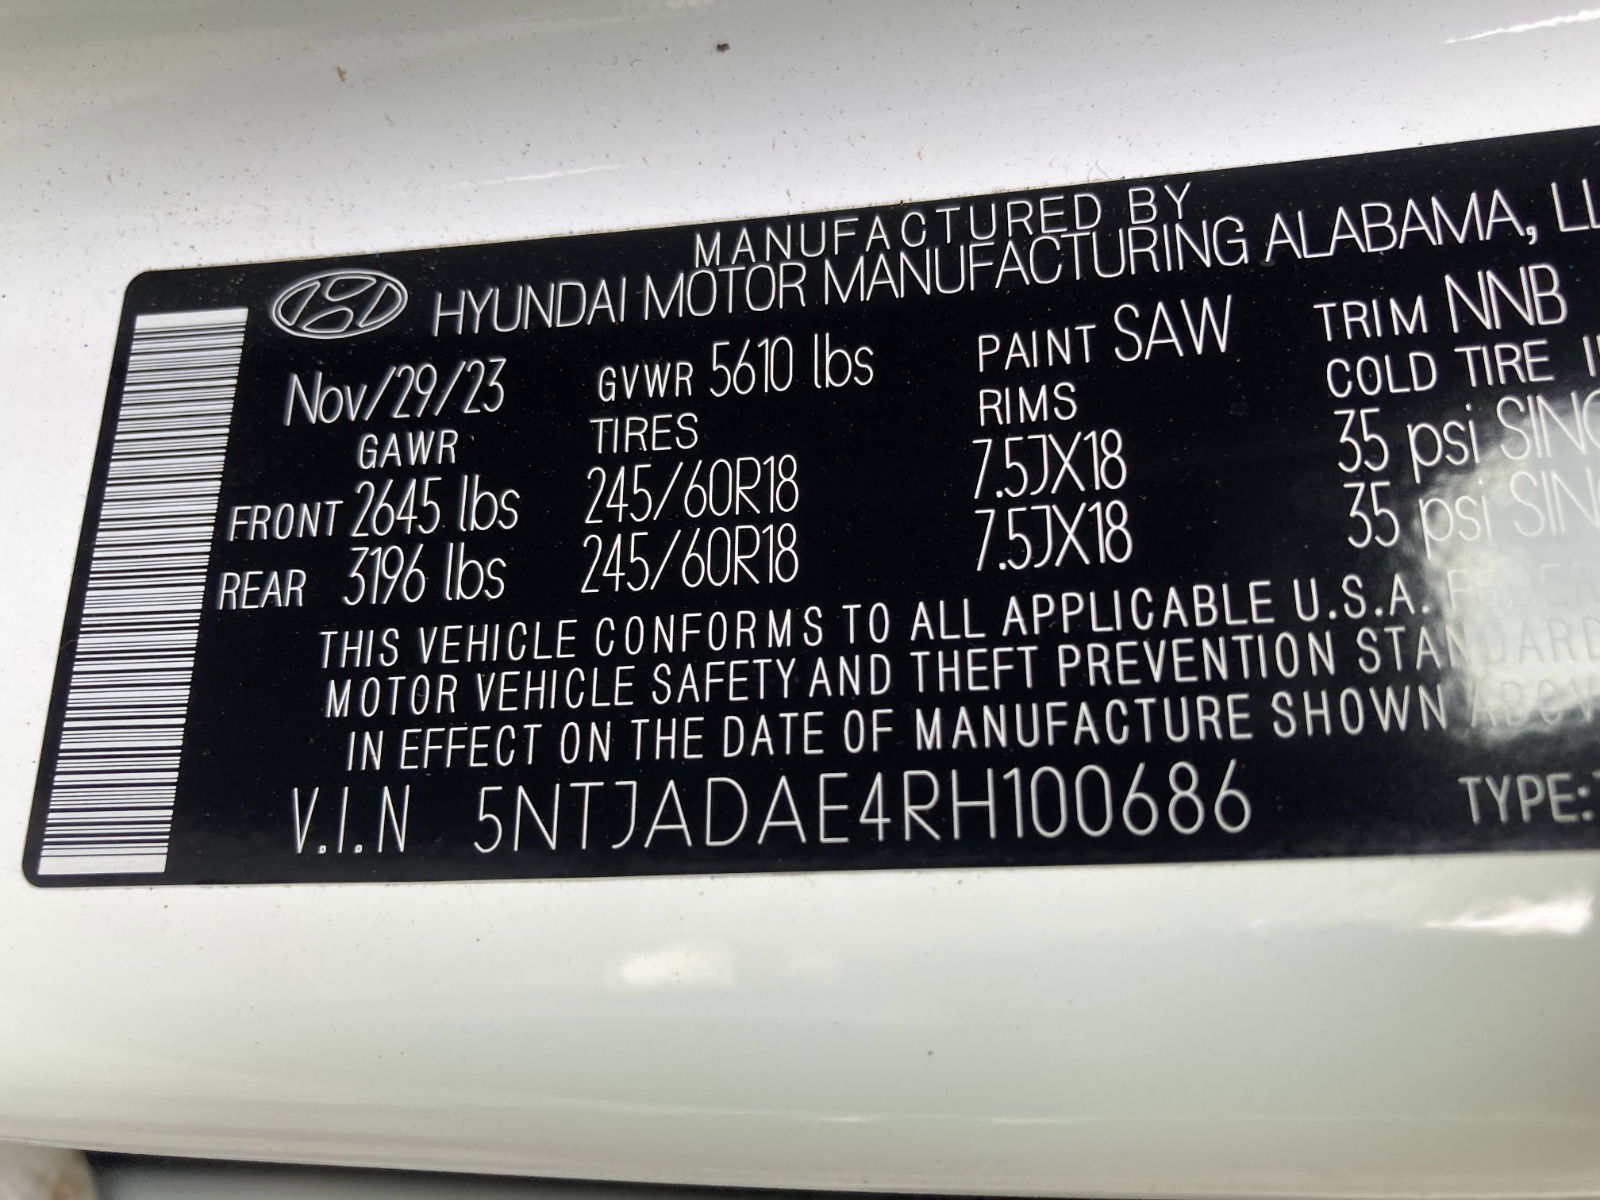 MANUFACTURED BY
HYUNDAI MOTOR MANUFACTURING ALABAMA, LL
Nov/29/23 GVWR 5610 lbs PAINT SAW TRIM NNB
GAWR TIRES RIMS COLD TIRE
FRONT 2645 lbs 245/60R18 7.5JX18 35 psi
REAR 3196 lbs 245/60R18 7.5JX18 35 psi
THIS VEHICLE CONFORMS TO ALL APPLICABLE U.S.A.
MOTOR VEHICLE SAFETY AND THEFT PREVENTION STANDARD
IN EFFECT ON THE DATE OF MANUFACTURE SHOWN
V.I.N 5NTJADAE4RH100686 TYPE: